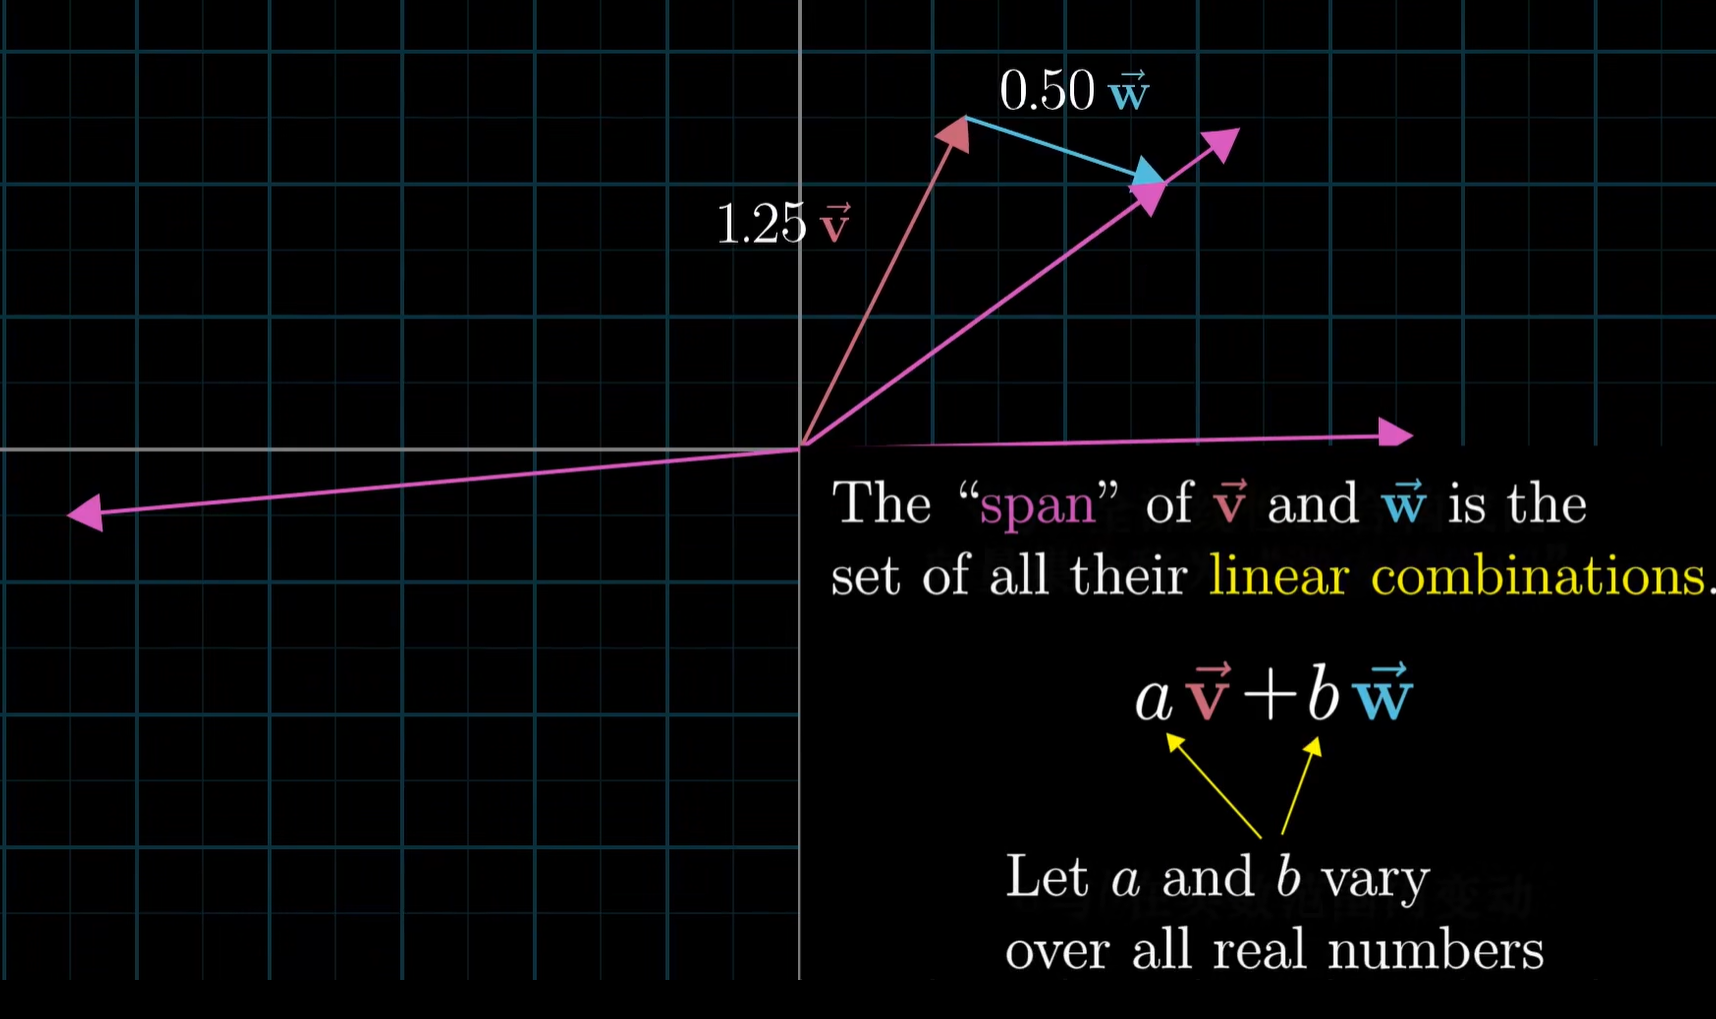 0.50 w⃗
1.25 v⃗
The “span” of v⃗ and w⃗ is the
set of all their linear combinations.
a v⃗ + b w⃗
Let a and b vary
over all real numbers